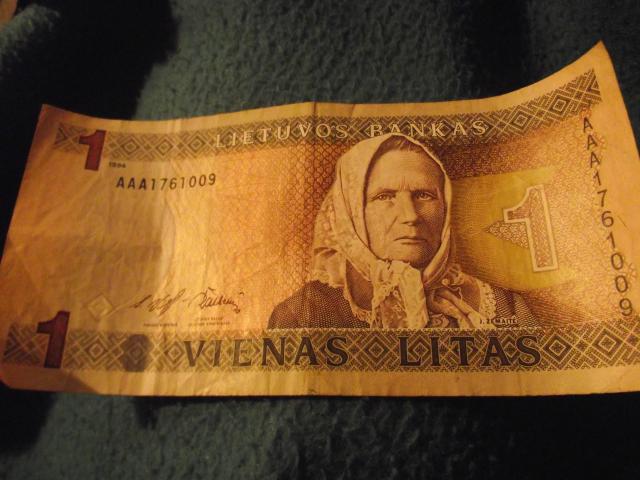 LIETUVOS BANKAS
1
1994
AAA1761009
AAA1761009
1
1
VIENAS LITAS